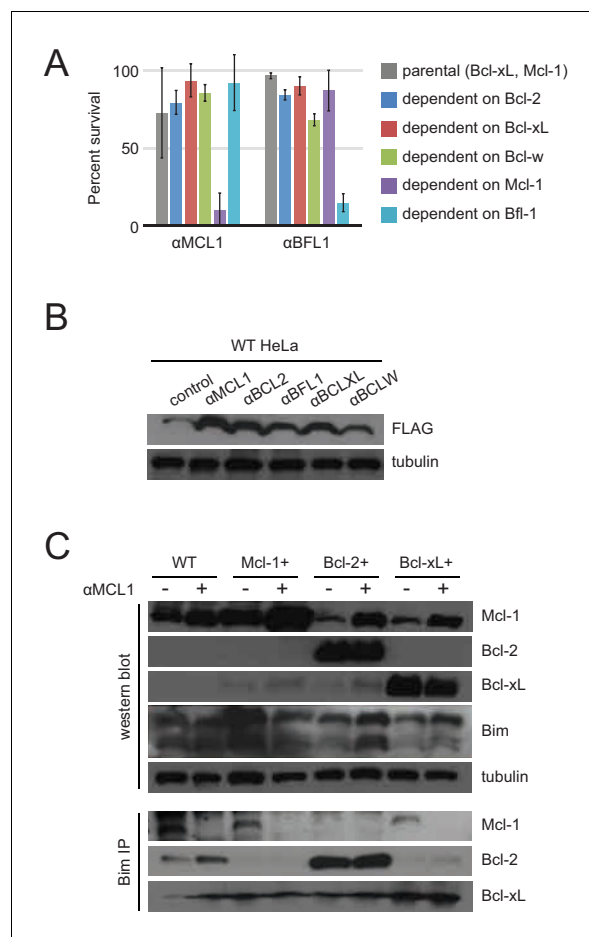 A
100
50
0
Percent survival
αMCL1 αBFL1
parental (Bcl-xL, Mcl-1)
dependent on Bcl-2
dependent on Bcl-xL
dependent on Bcl-w
dependent on Mcl-1
dependent on Bfl-1
B
WT HeLa
control αMCL1 αBCL2 αBFL1 αBCLXL αBCLW
FLAG
tubulin
C
WT Mcl-1+ Bcl-2+ Bcl-xL+
αMCL1 - + - + - + - +
western blot
Mcl-1
Bcl-2
Bcl-xL
Bim
tubulin
Bim IP
Mcl-1
Bcl-2
Bcl-xL